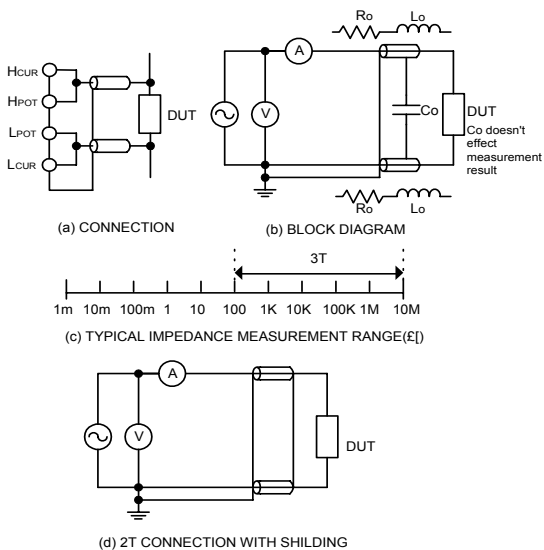 HCUR
HPOT
LPOT
LCUR
DUT
(a) CONNECTION
Ro
Lo
A
V
Co
DUT
Co doesn't
effect
measurement
result
Ro
Lo
(b) BLOCK DIAGRAM
3T
1m 10m 100m 1 10 100 1K 10K 100K 1M 10M
(c) TYPICAL IMPEDANCE MEASUREMENT RANGE(£[)
A
V
DUT
(d) 2T CONNECTION WITH SHILDING